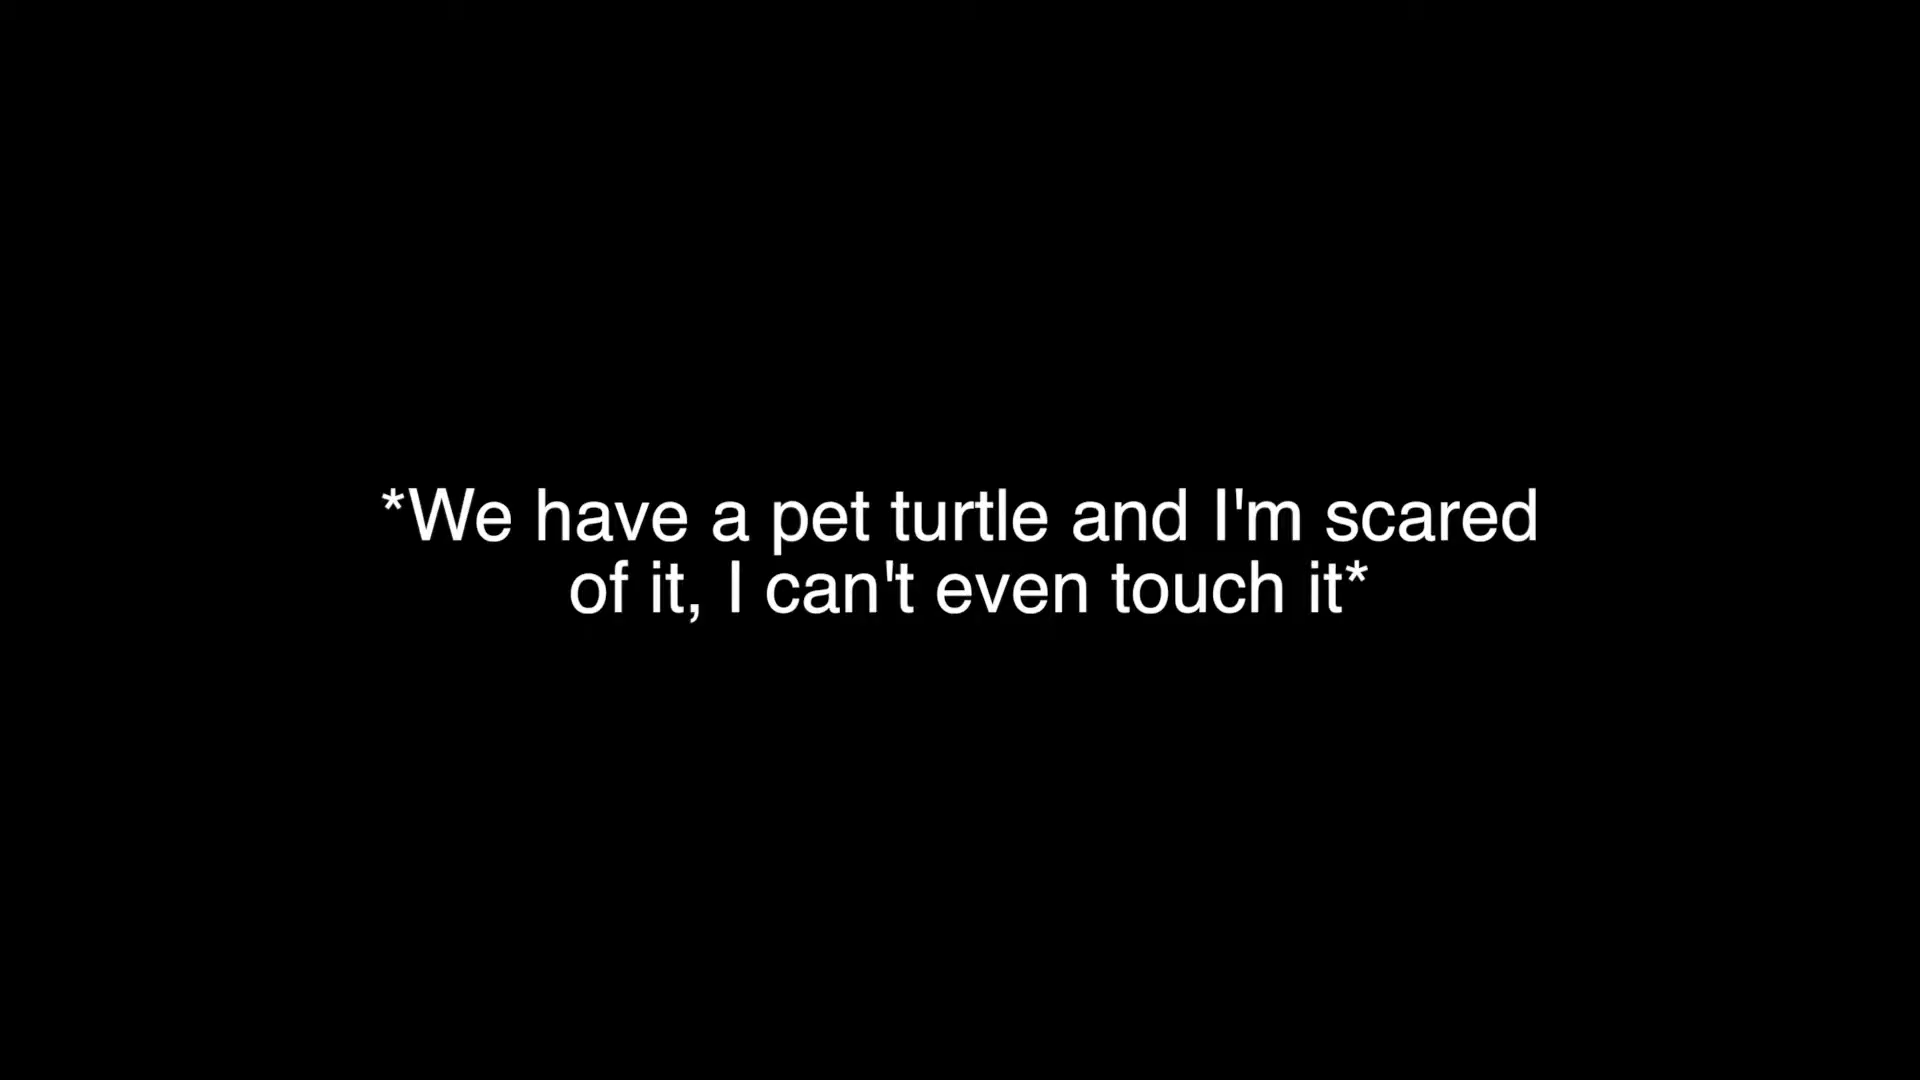 *We have a pet turtle and I'm scared
of it, I can't even touch it*